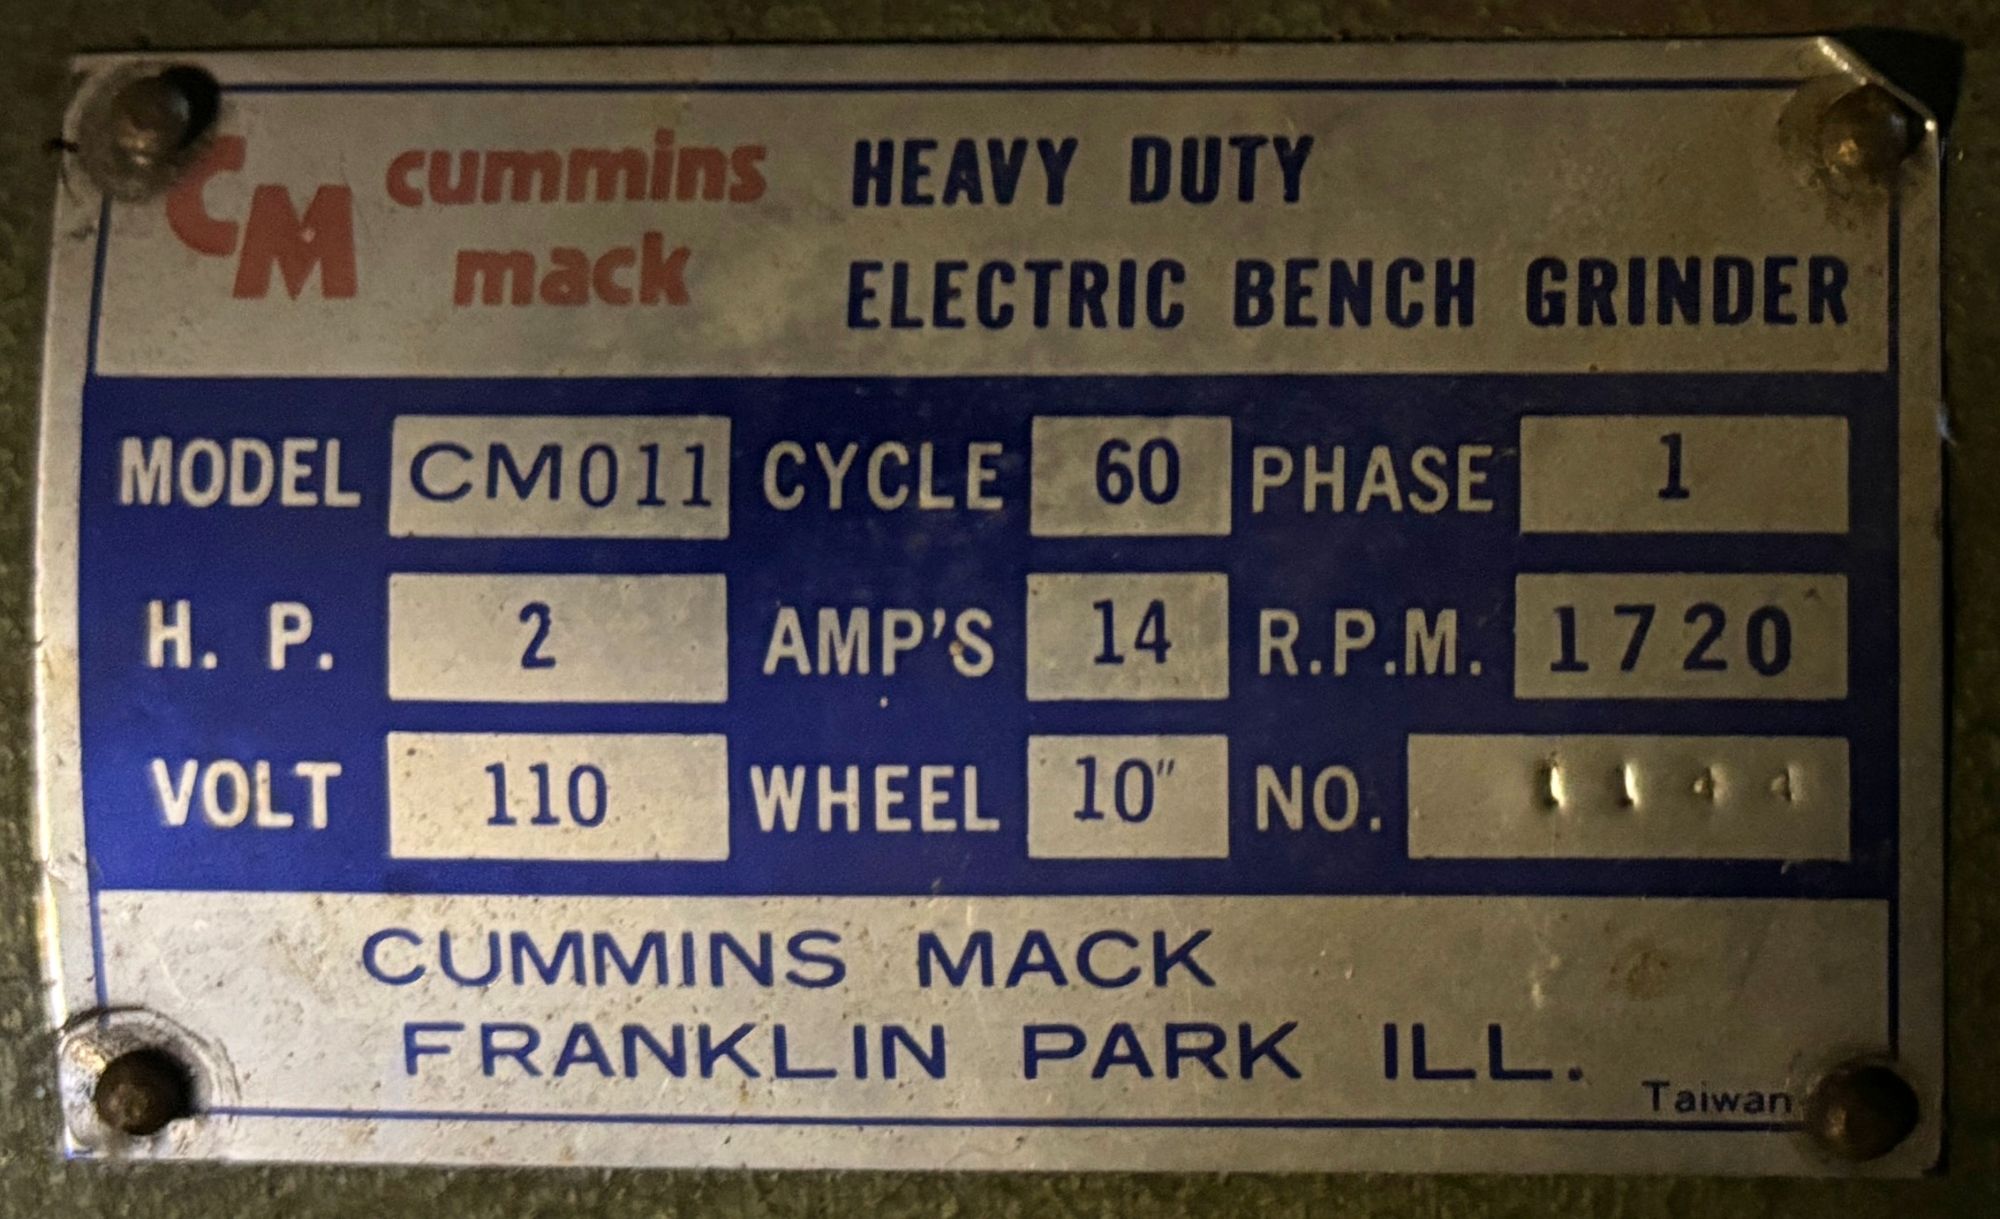 CM cummins mack HEAVY DUTY
ELECTRIC BENCH GRINDER
MODEL CM011 CYCLE 60 PHASE 1
H. P. 2 AMP'S 14 R.P.M. 1720
VOLT 110 WHEEL 10" NO. 1144
CUMMINS MACK
FRANKLIN PARK ILL.
Taiwan